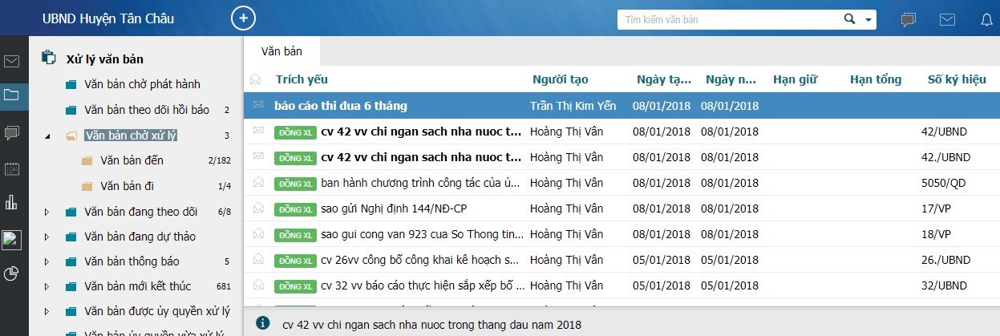 UBND Huyện Tân Châu
Tìm kiếm văn bản
Xử lý văn bản
Văn bản chờ phát hành
Văn bản theo dõi hồi báo 2
Văn bản chờ xử lý 3
Văn bản đến 2/182
Văn bản đi 1/4
Văn bản đang theo dõi 6/8
Văn bản đang dự thảo
Văn bản thông báo 5
Văn bản mới kết thúc 681
Văn bản được ủy quyền xử lý
Văn bản ủy quyền vừa xử lý
Văn bản
Trích yếu Người tạo Ngày tạ... Ngày n... Hạn giữ Hạn tổng Số ký hiệu
báo cáo thi đua 6 tháng Trần Thị Kim Yến 08/01/2018 08/01/2018
ĐỒNG XL cv 42 vv chi ngan sach nha nuoc t... Hoàng Thị Vân 08/01/2018 08/01/2018 42/UBND
ĐỒNG XL cv 42 vv chi ngan sach nha nuoc t... Hoàng Thị Vân 08/01/2018 08/01/2018 42./UBND
ĐỒNG XL ban hành chương trình công tác của ủ... Hoàng Thị Vân 08/01/2018 08/01/2018 5050/QD
ĐỒNG XL sao gửi Nghị định 144/NĐ-CP Hoàng Thị Vân 08/01/2018 08/01/2018 17/VP
ĐỒNG XL sao gui cong van 923 cua So Thong tin... Hoàng Thị Vân 08/01/2018 08/01/2018 18/VP
ĐỒNG XL cv 26vv công bố công khai kê hoạch s... Hoàng Thị Vân 05/01/2018 05/01/2018 26./UBND
ĐỒNG XL cv 32 vv báo cáo thực hiện sắp xếp bố ... Hoàng Thị Vân 05/01/2018 05/01/2018 32/UBND
cv 42 vv chi ngan sach nha nuoc trong thang dau nam 2018